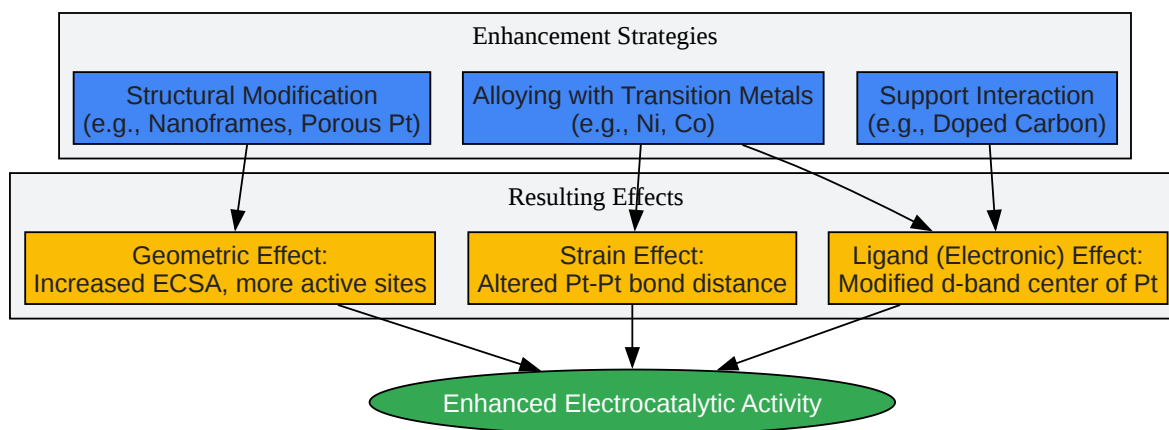 Enhancement Strategies
Structural Modification
(e.g., Nanoframes, Porous Pt)
Alloying with Transition Metals
(e.g., Ni, Co)
Support Interaction
(e.g., Doped Carbon)
Resulting Effects
Geometric Effect:
Increased ECSA, more active sites
Strain Effect:
Altered Pt-Pt bond distance
Ligand (Electronic) Effect:
Modified d-band center of Pt
Enhanced Electrocatalytic Activity